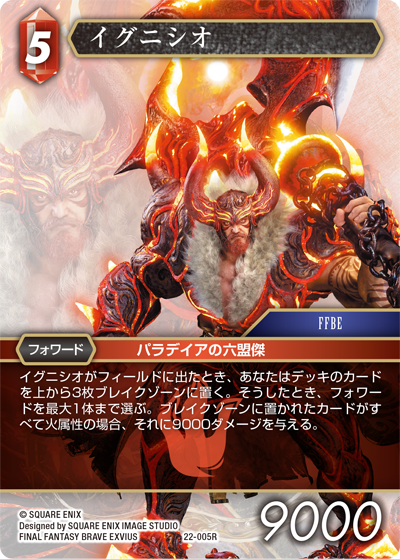 5
イグニシオ
FFBE
フォワード
パラデイアの六盟傑
イグニシオがフィールドに出たとき、あなたはデッキのカード
を上から3枚ブレイクゾーンに置く。そうしたとき、フォワー
ドを最大1体まで選ぶ。ブレイクゾーンに置かれたカードがす
べて火属性の場合、それに9000ダメージを与える。
© SQUARE ENIX
Designed by SQUARE ENIX IMAGE STUDIO
FINAL FANTASY BRAVE EXVIUS
22-005R
9000